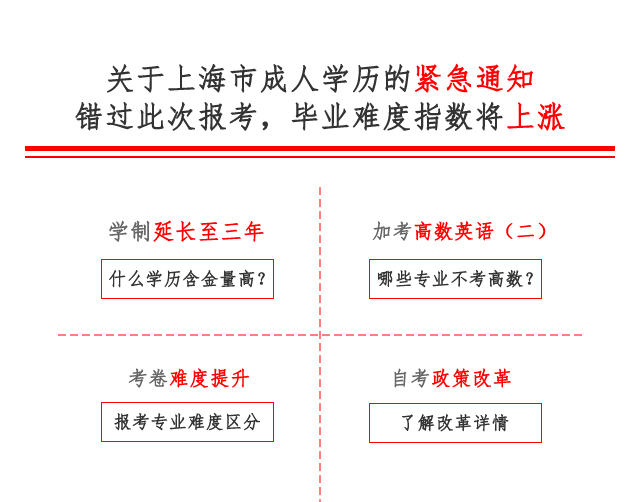 关于上海市成人学历的紧急通知
错过此次报考，毕业难度指数将上涨
学制延长至三年
什么学历含金量高？
加考高数英语（二）
哪些专业不考高数？
考卷难度提升
报考专业难度区分
自考政策改革
了解改革详情